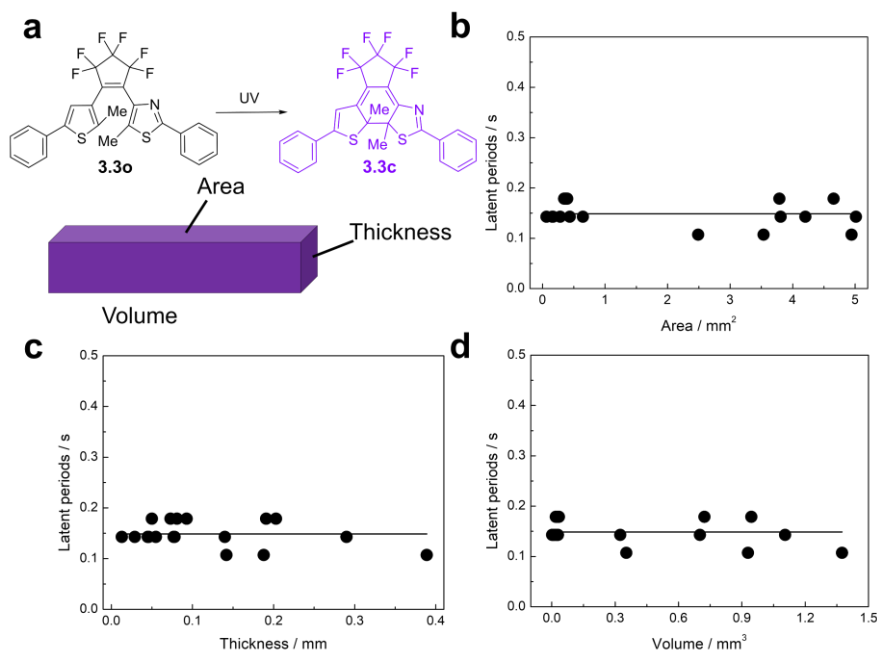 a
F F
F F
F F
Me
N
S
Me
S
3.3o
UV
F F
F F
F F
Me
N
S
Me
S
3.3c
Area
Thickness
Volume
b
Latent periods / s
0.5
0.4
0.3
0.2
0.1
0.0
0 1 2 3 4 5
Area / mm²
c
Latent periods / s
0.5
0.4
0.3
0.2
0.1
0.0
0.0 0.1 0.2 0.3 0.4
Thickness / mm
d
Latent periods / s
0.5
0.4
0.3
0.2
0.1
0.0
0.0 0.3 0.6 0.9 1.2 1.5
Volume / mm³